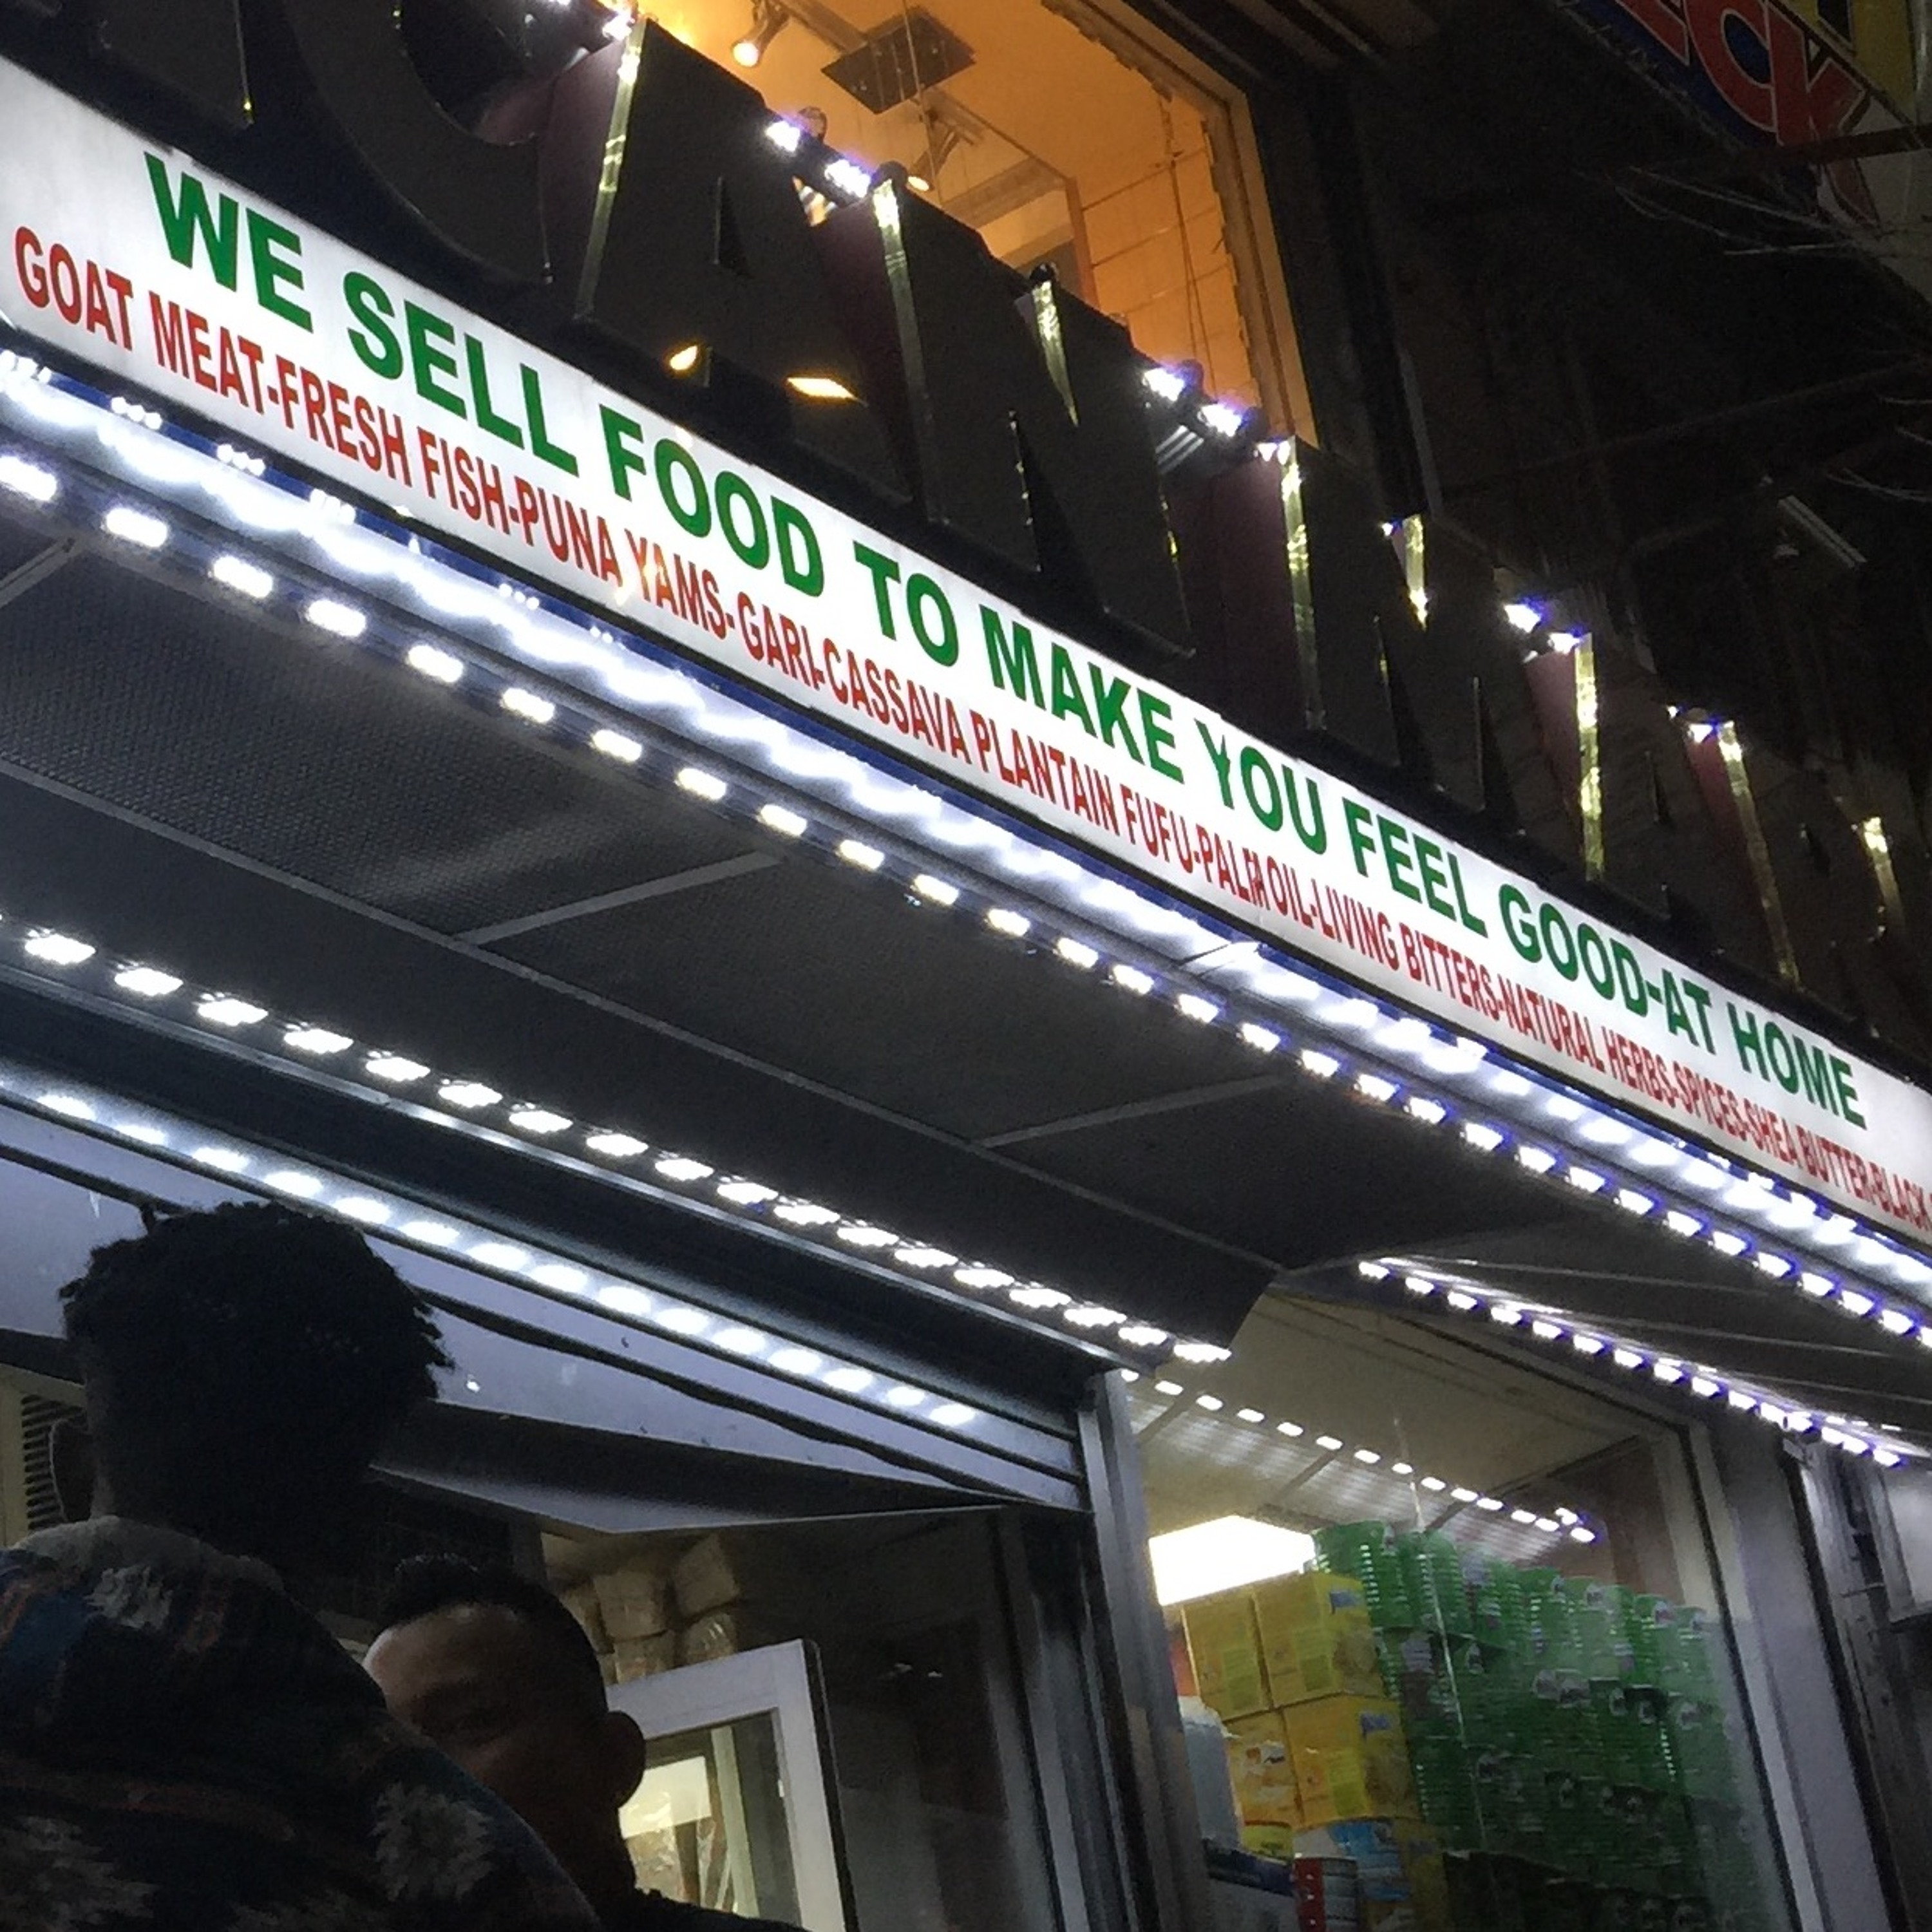 WE SELL FOOD TO MAKE YOU FEEL GOOD-AT HOME
GOAT MEAT-FRESH FISH-PUNA YAMS-GARI-CASSAVA PLANTAIN FUFU-PALM OIL-LIVING BITTERS-NATURAL HERBS-SPICES-SHEA BUTTER-BLACK